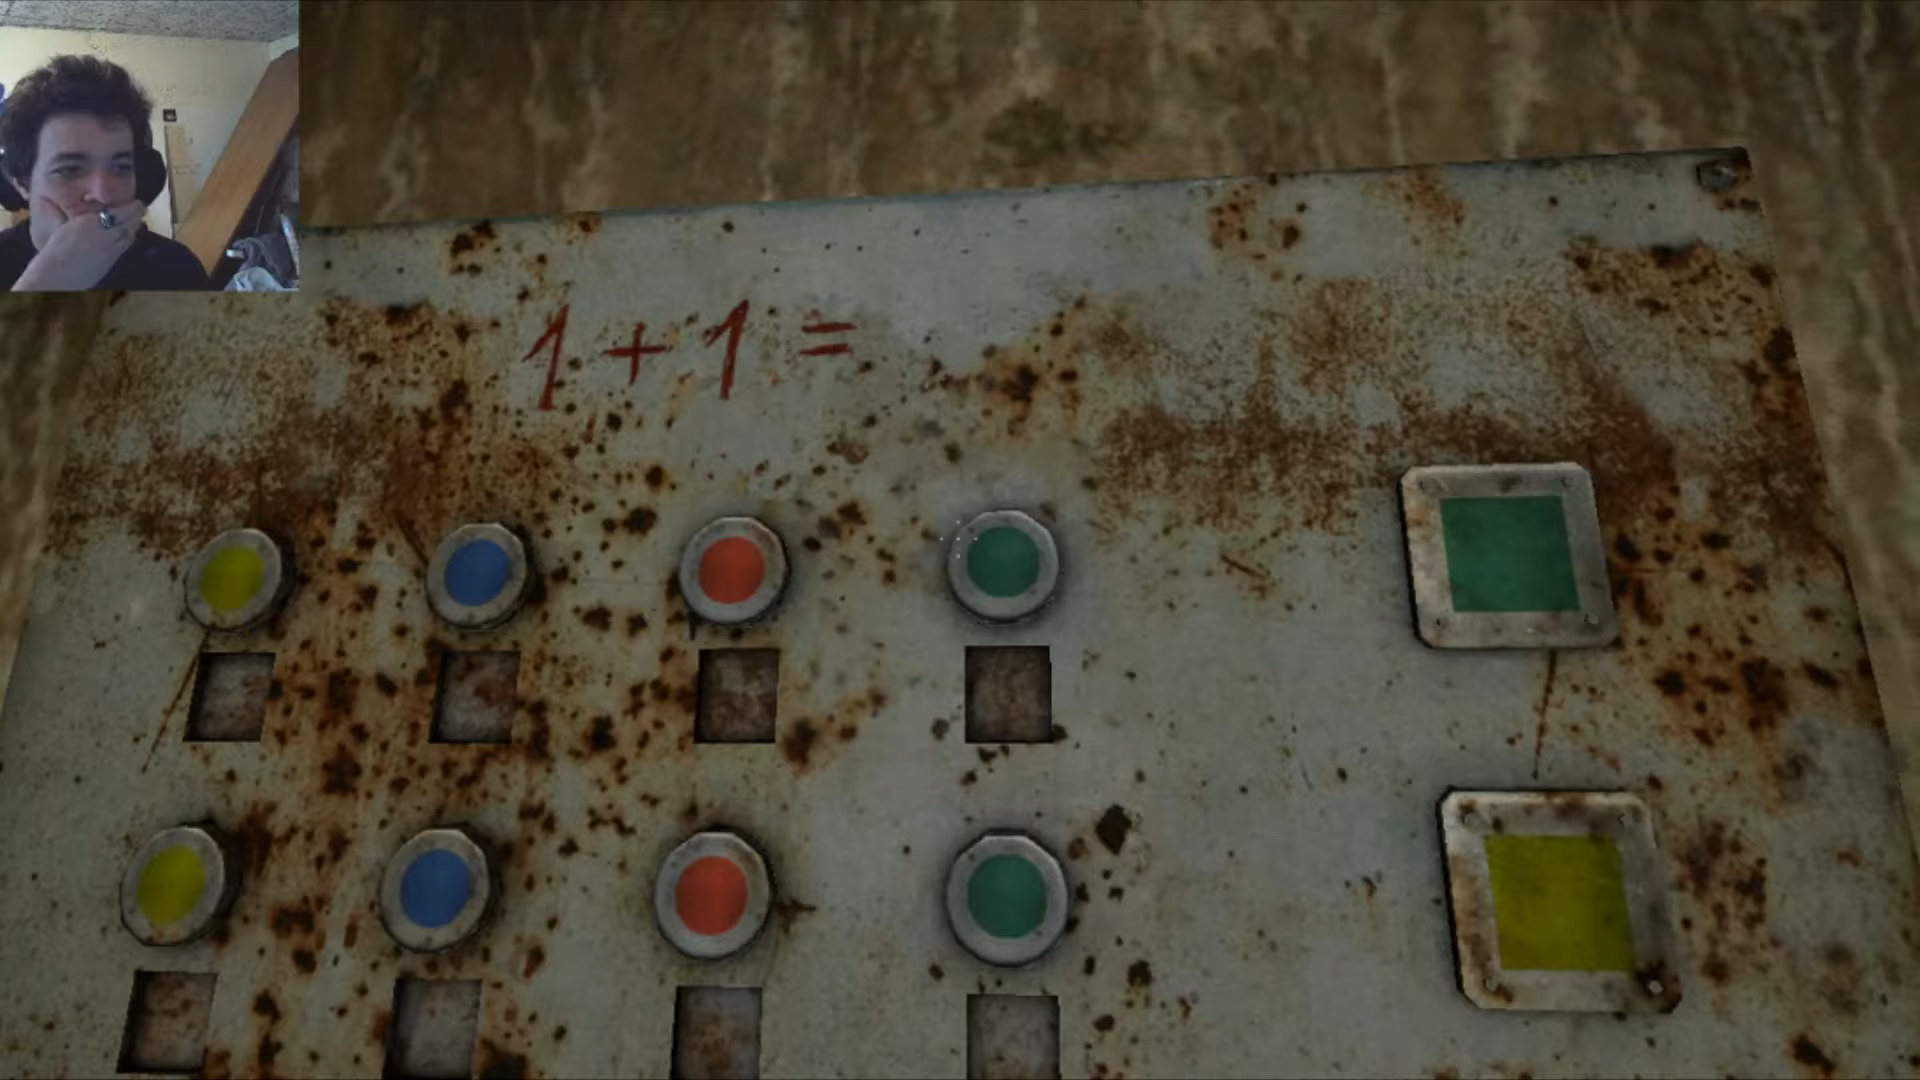 1 + 1 =